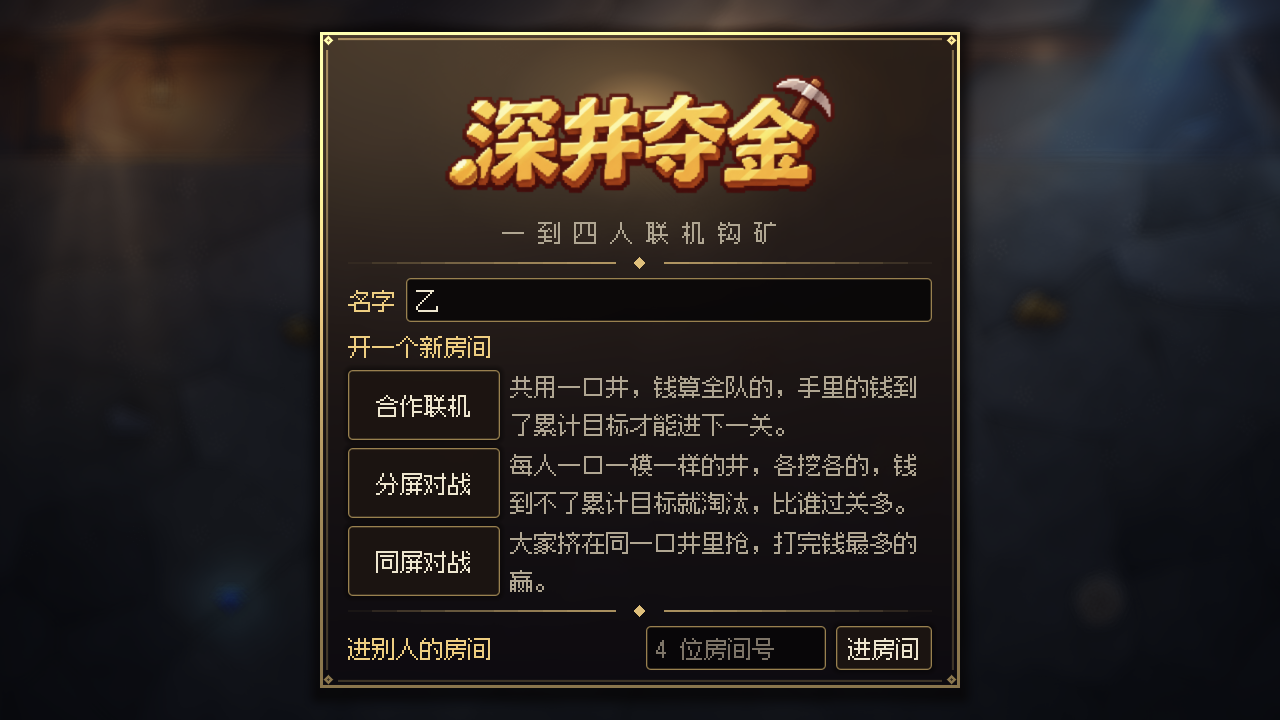 深井夺金
一到四人联机钩矿
名字 乙
开一个新房间
合作联机
共用一口井，钱算全队的，手里的钱到
了累计目标才能进下一关。
分屏对战
每人一口一模一样的井，各挖各的，钱
到不了累计目标就淘汰，比谁过关多。
同屏对战
大家挤在同一口井里抢，打完钱最多的
赢。
进别人的房间 4 位房间号 进房间